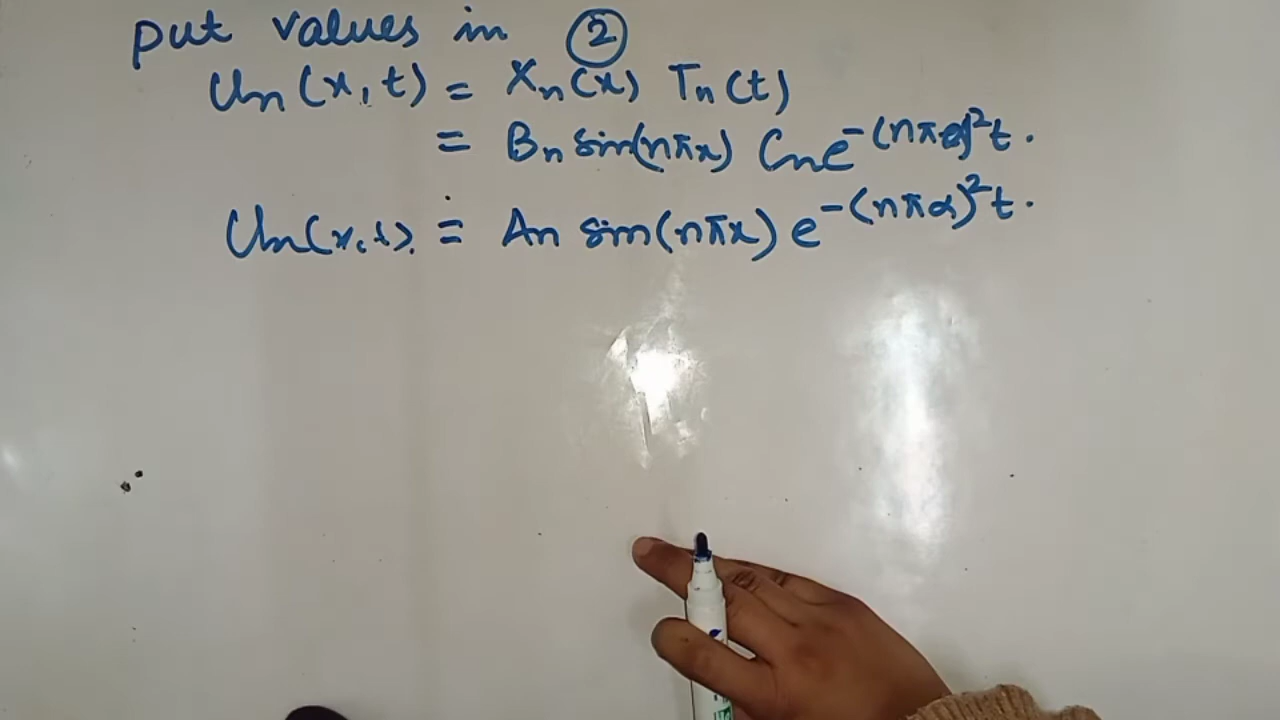 put values in ②
Un(x,t) = Xn(x) Tn(t)
= Bn sin(nπx) Cn e^-(nπα)²t.
Un(x,t). = An sin(nπx) e^-(nπα)²t.